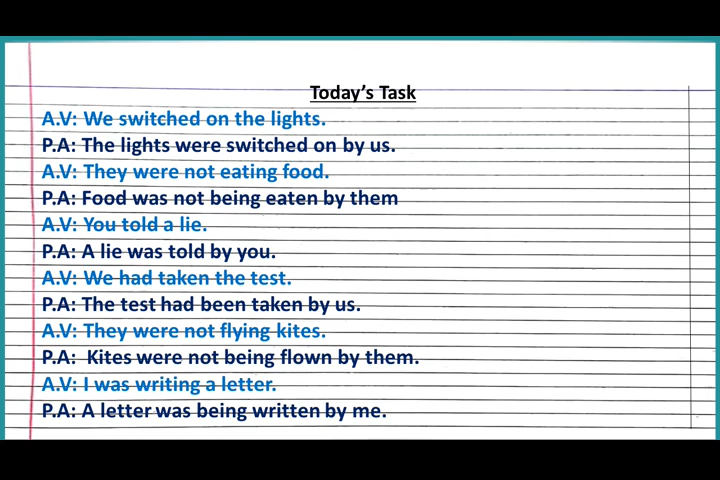 Today's Task
A.V: We switched on the lights.
P.A: The lights were switched on by us.
A.V: They were not eating food.
P.A: Food was not being eaten by them
A.V: You told a lie.
P.A: A lie was told by you.
A.V: We had taken the test.
P.A: The test had been taken by us.
A.V: They were not flying kites.
P.A: Kites were not being flown by them.
A.V: I was writing a letter.
P.A: A letter was being written by me.